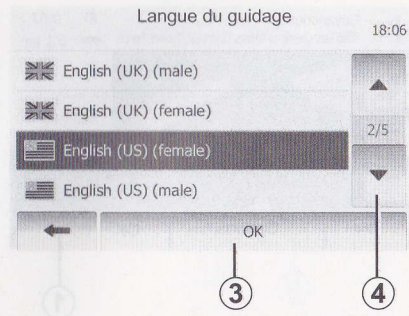 Langue du guidage
18:06
English (UK) (male)
English (UK) (female)
2/5
English (US) (female)
English (US) (male)
OK
1
3
4